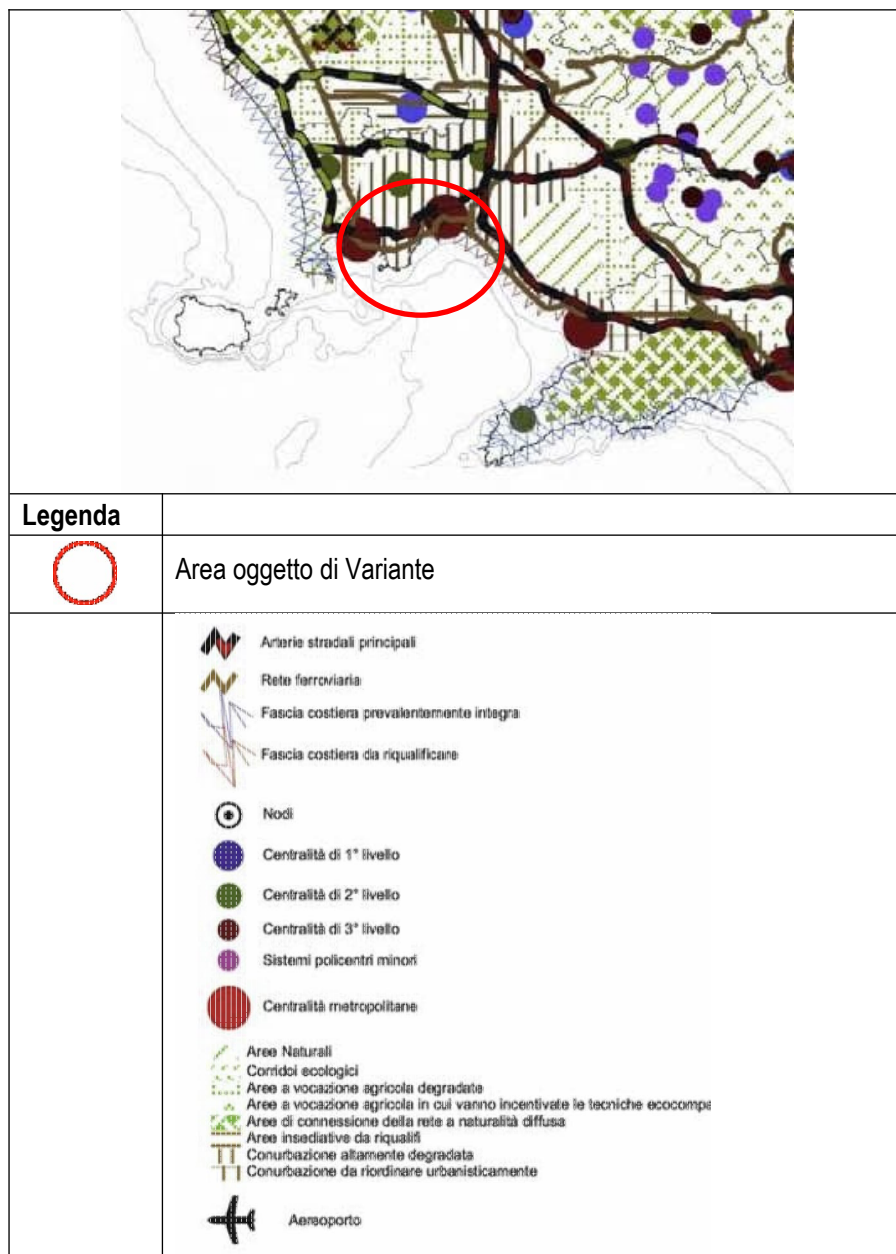 Legenda
Area oggetto di Variante
Arterie stradali principali
Rete ferroviaria
Fascia costiera prevalentemente integra
Fascia costiera da riqualificare
Nodi
Centralità di 1° livello
Centralità di 2° livello
Centralità di 3° livello
Sistemi policentri minori
Centralità metropolitane
Aree Naturali
Corridoi ecologici
Aree a vocazione agricola degradate
Aree a vocazione agricola in cui vanno incentivate le tecniche ecocompa
Aree di connessione della rete a naturalità diffusa
Aree insediative da riqualifi
Conurbazione altamente degradata
Conurbazione da riordinare urbanisticamente
Aereoporto